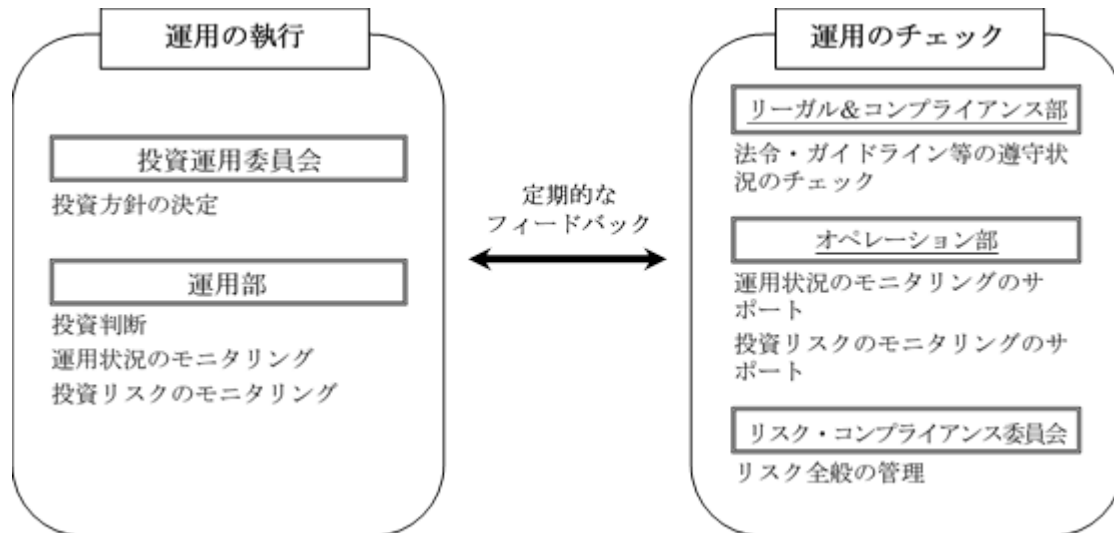 運用の執行
投資運用委員会
投資方針の決定
運用部
投資判断
運用状況のモニタリング
投資リスクのモニタリング
定期的な
フィードバック
運用のチェック
リーガル&コンプライアンス部
法令・ガイドライン等の遵守状
況のチェック
オペレーション部
運用状況のモニタリングのサ
ポート
投資リスクのモニタリングのサ
ポート
リスク・コンプライアンス委員会
リスク全般の管理